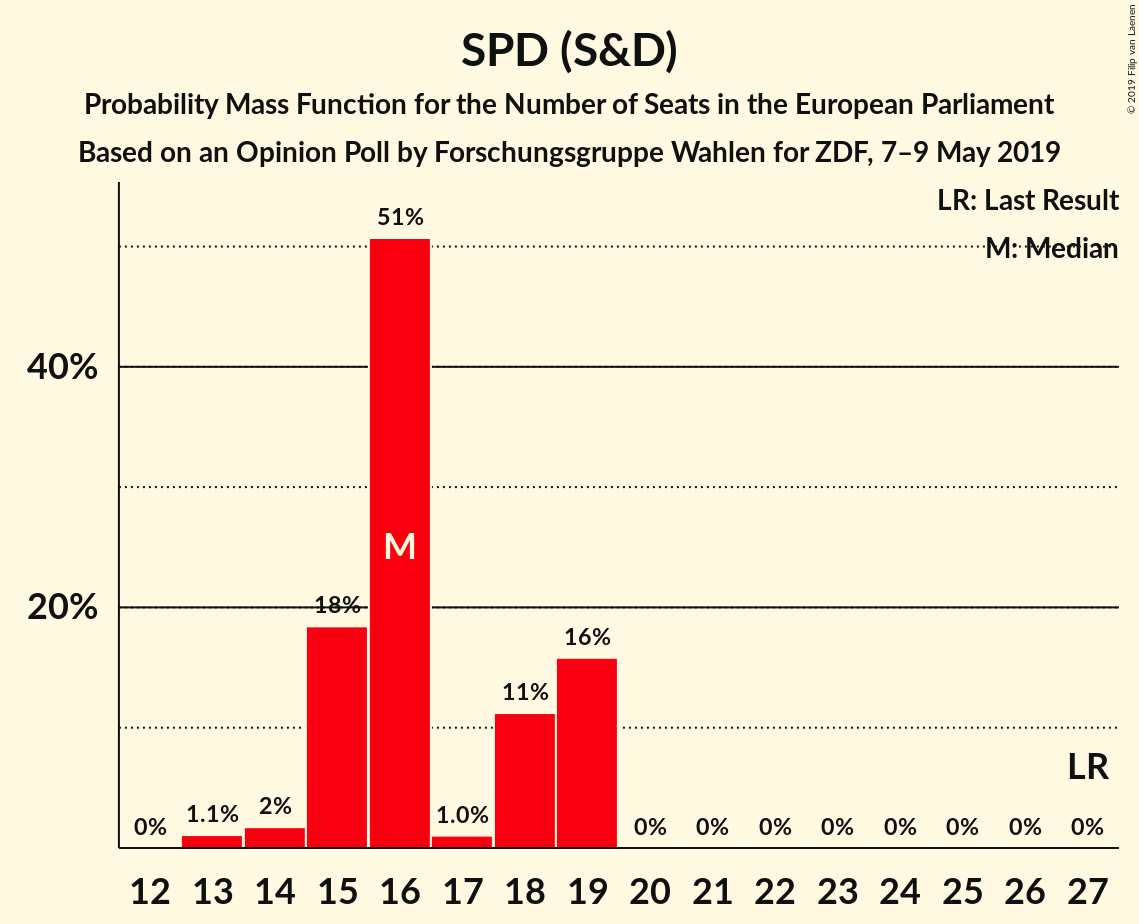 SPD (S&D)
Probability Mass Function for the Number of Seats in the European Parliament
Based on an Opinion Poll by Forschungsgruppe Wahlen for ZDF, 7–9 May 2019
© 2019 Filip van Laenen
LR: Last Result
M: Median
51%
40%
M
20%
18%
16%
11%
LR
0%
1.1%
2%
1.0%
0%
0%
0%
0%
0%
0%
0%
0%
12 13 14 15 16 17 18 19 20 21 22 23 24 25 26 27